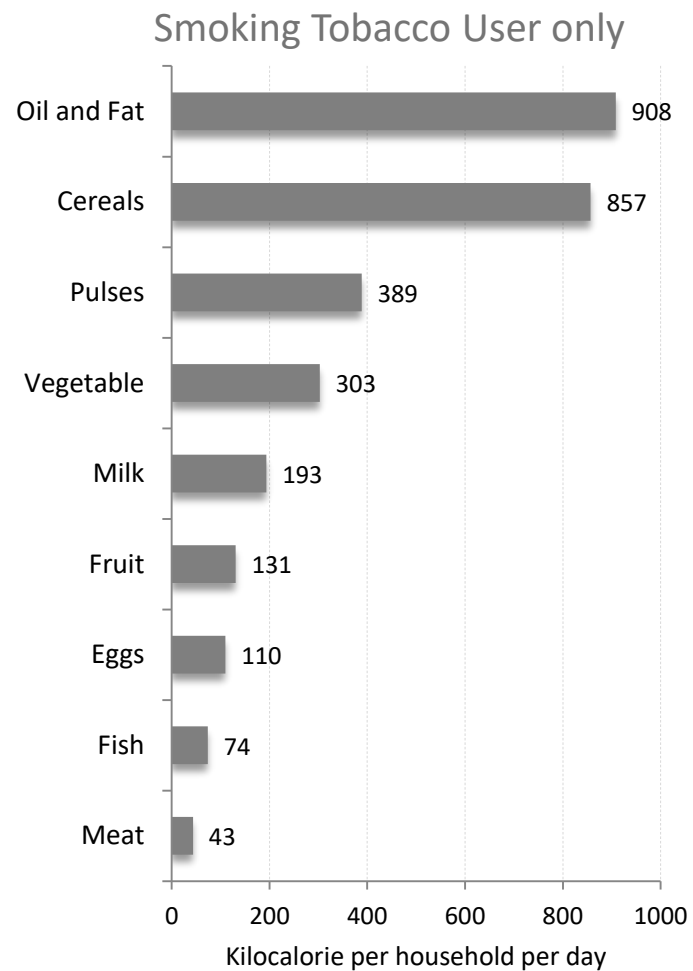 Smoking Tobacco User only
Oil and Fat 908
Cereals 857
Pulses 389
Vegetable 303
Milk 193
Fruit 131
Eggs 110
Fish 74
Meat 43
0 200 400 600 800 1000
Kilocalorie per household per day